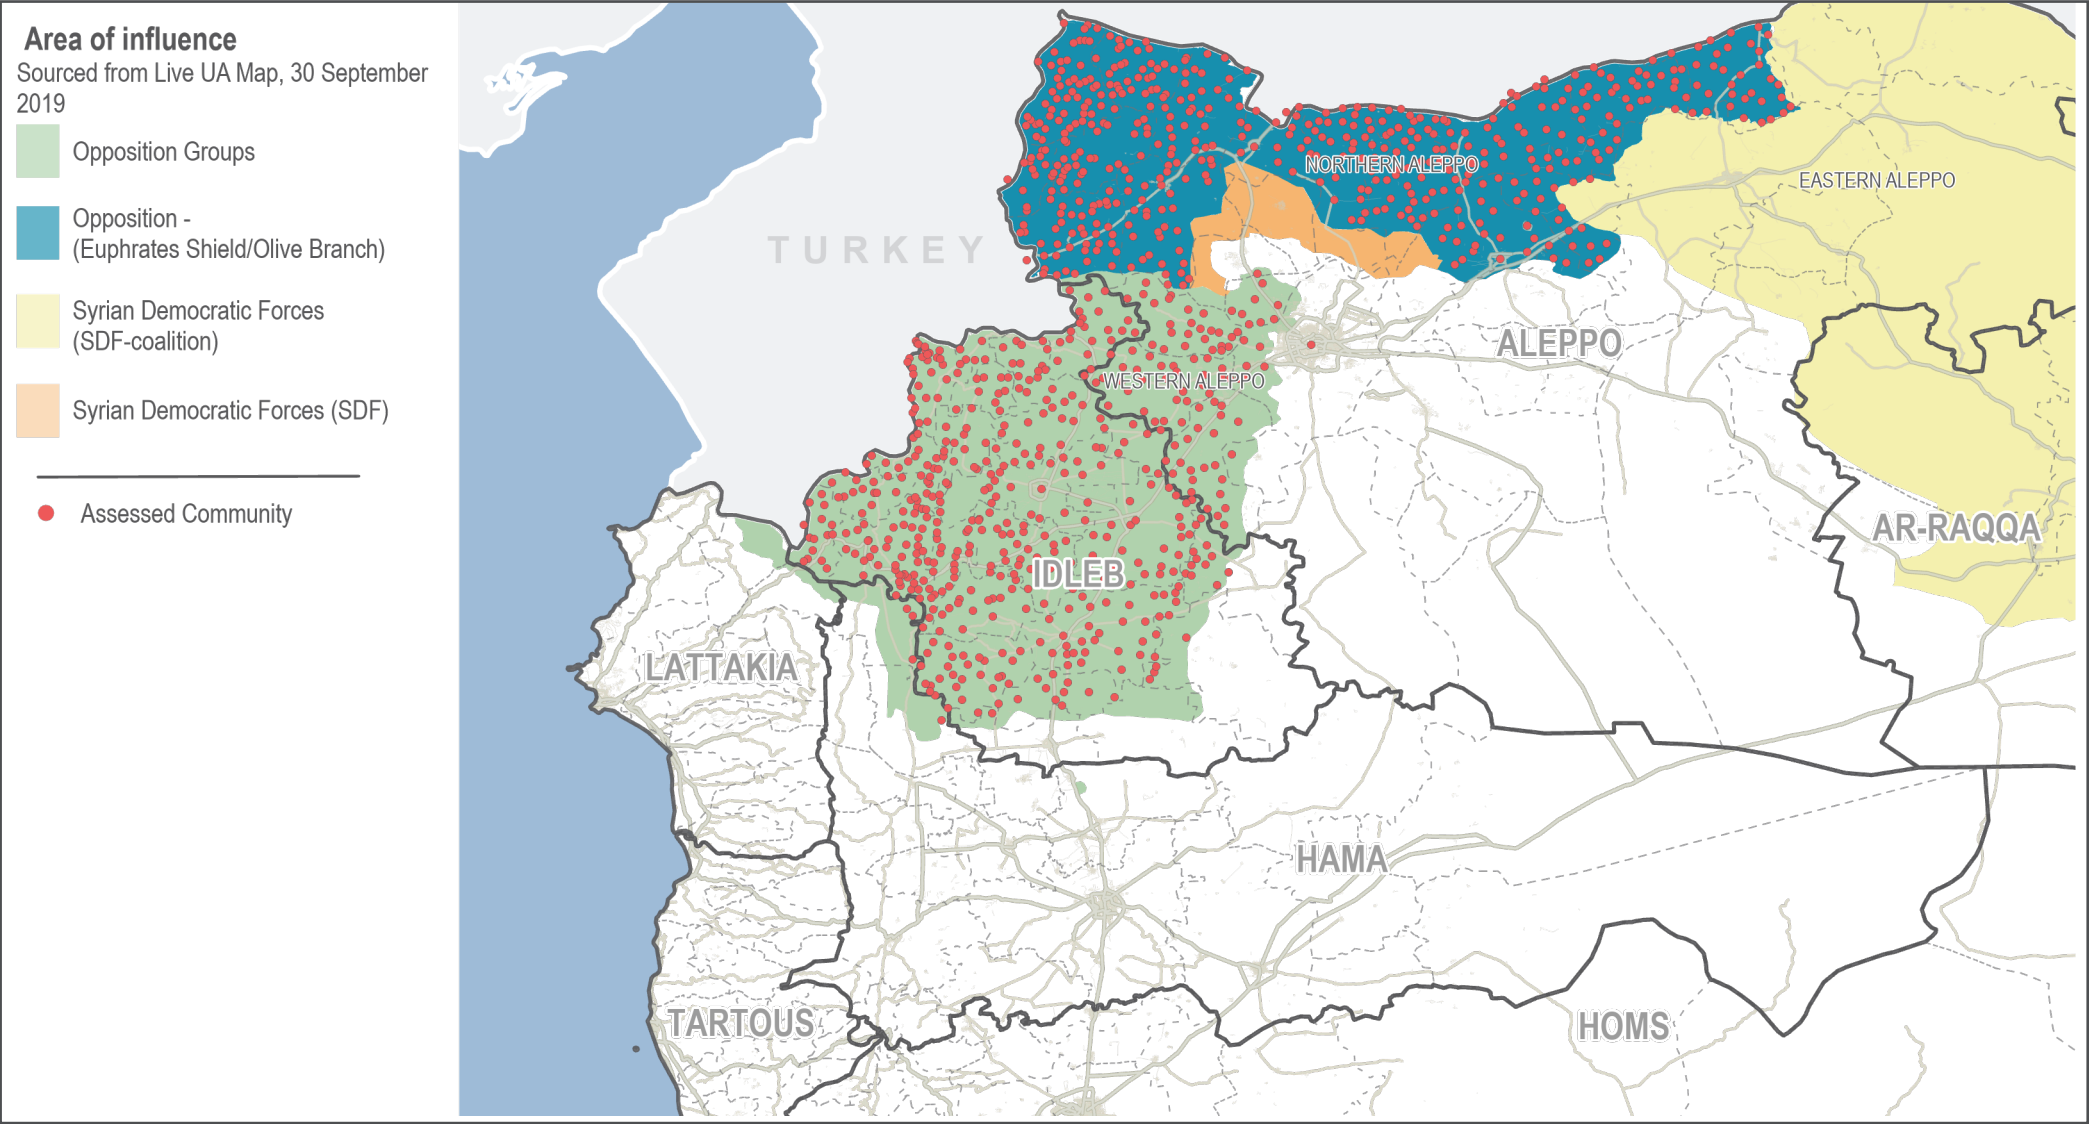 Area of influence
Sourced from Live UA Map, 30 September
2019
Opposition Groups
Opposition -
(Euphrates Shield/Olive Branch)
Syrian Democratic Forces
(SDF-coalition)
Syrian Democratic Forces (SDF)
Assessed Community
TURKEY
NORTHERN ALEPPO
EASTERN ALEPPO
ALEPPO
WESTERN ALEPPO
AR-RAQQA
IDLEB
LATTAKIA
HAMA
TARTOUS
HOMS